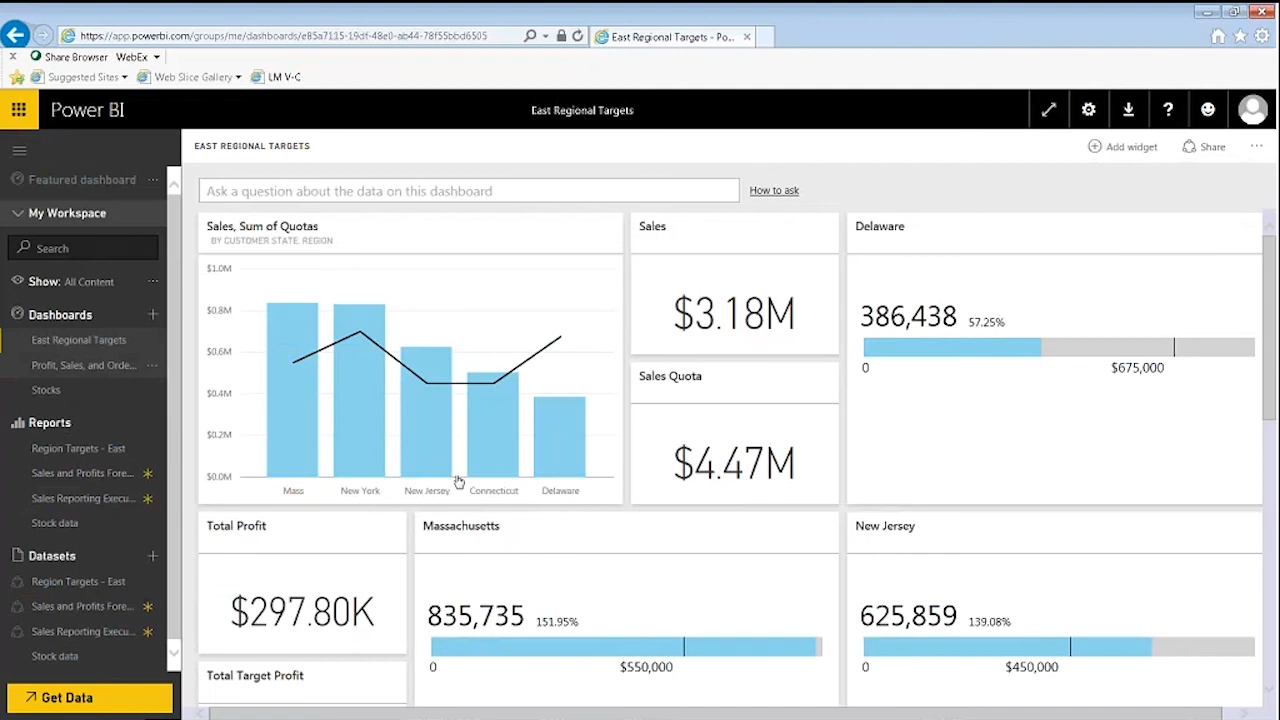 https://app.powerbi.com/groups/me/dashboards/e85a7115-19df-48e0-ab44-78f55bbd6505
East Regional Targets - Po...
Share Browser WebEx
Suggested Sites Web Slice Gallery LM V-C
Power BI
East Regional Targets
EAST REGIONAL TARGETS
Add widget
Share
Featured dashboard
My Workspace
Search
Show: All Content
Dashboards
East Regional Targets
Profit, Sales, and Orde...
Stocks
Reports
Region Targets - East
Sales and Profits Fore...
Sales Reporting Execu...
Stock data
Datasets
Region Targets - East
Sales and Profits Fore...
Sales Reporting Execu...
Stock data
Get Data
Ask a question about the data on this dashboard
How to ask
Sales, Sum of Quotas
BY CUSTOMER STATE, REGION
$1.0M
$0.8M
$0.6M
$0.4M
$0.2M
$0.0M
Mass New York New Jersey Connecticut Delaware
Sales
$3.18M
Sales Quota
$4.47M
Delaware
386,438 57.25%
0 $675,000
Total Profit
$297.80K
Total Target Profit
Massachusetts
835,735 151.95%
0 $550,000
New Jersey
625,859 139.08%
0 $450,000